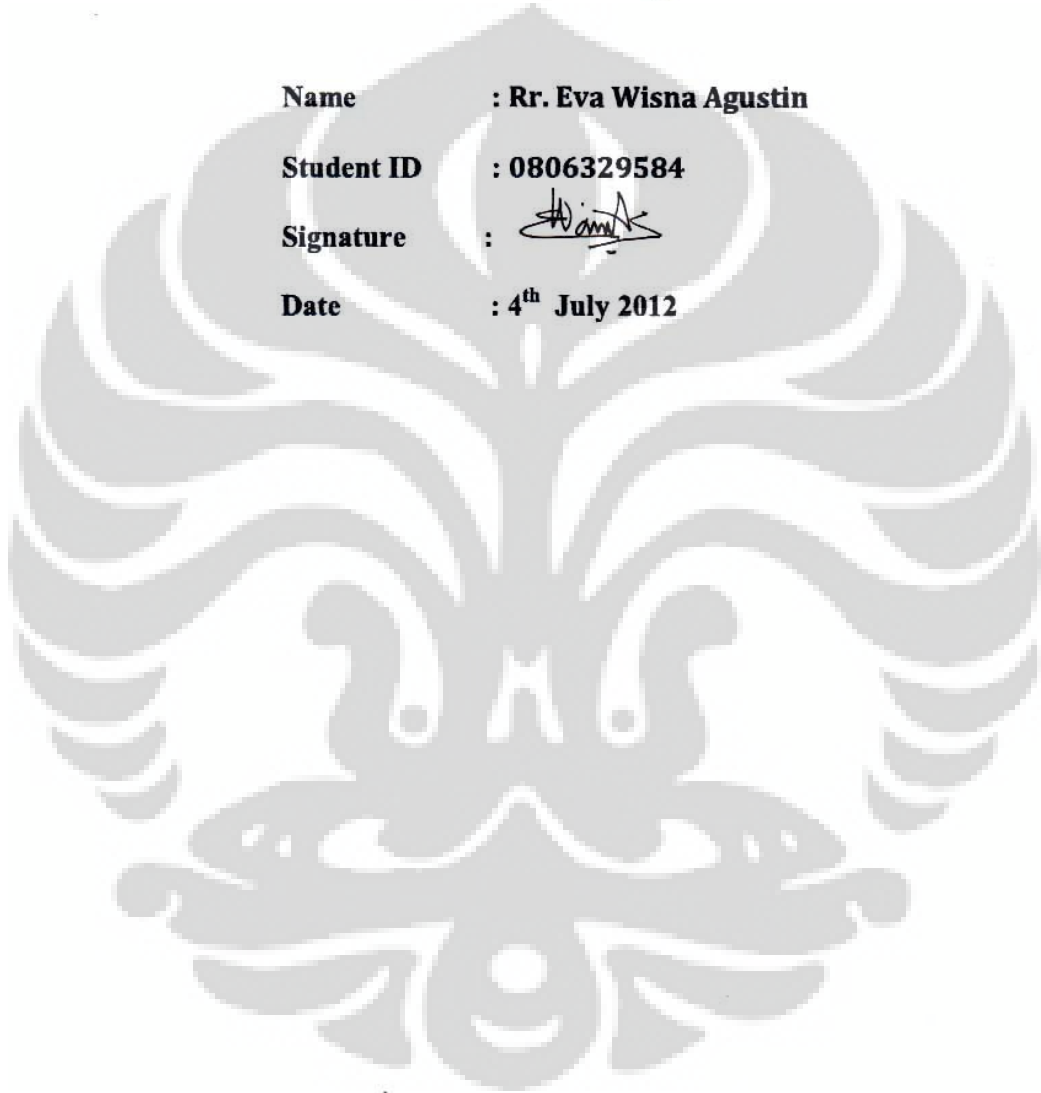 Name : Rr. Eva Wisna Agustin
Student ID : 0806329584
Signature :
Date : 4th July 2012